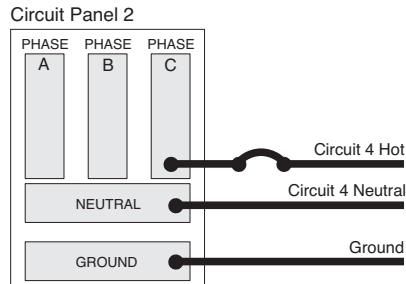 Circuit Panel 2
PHASE PHASE PHASE
A B C
Circuit 4 Hot
Circuit 4 Neutral
NEUTRAL
Ground
GROUND